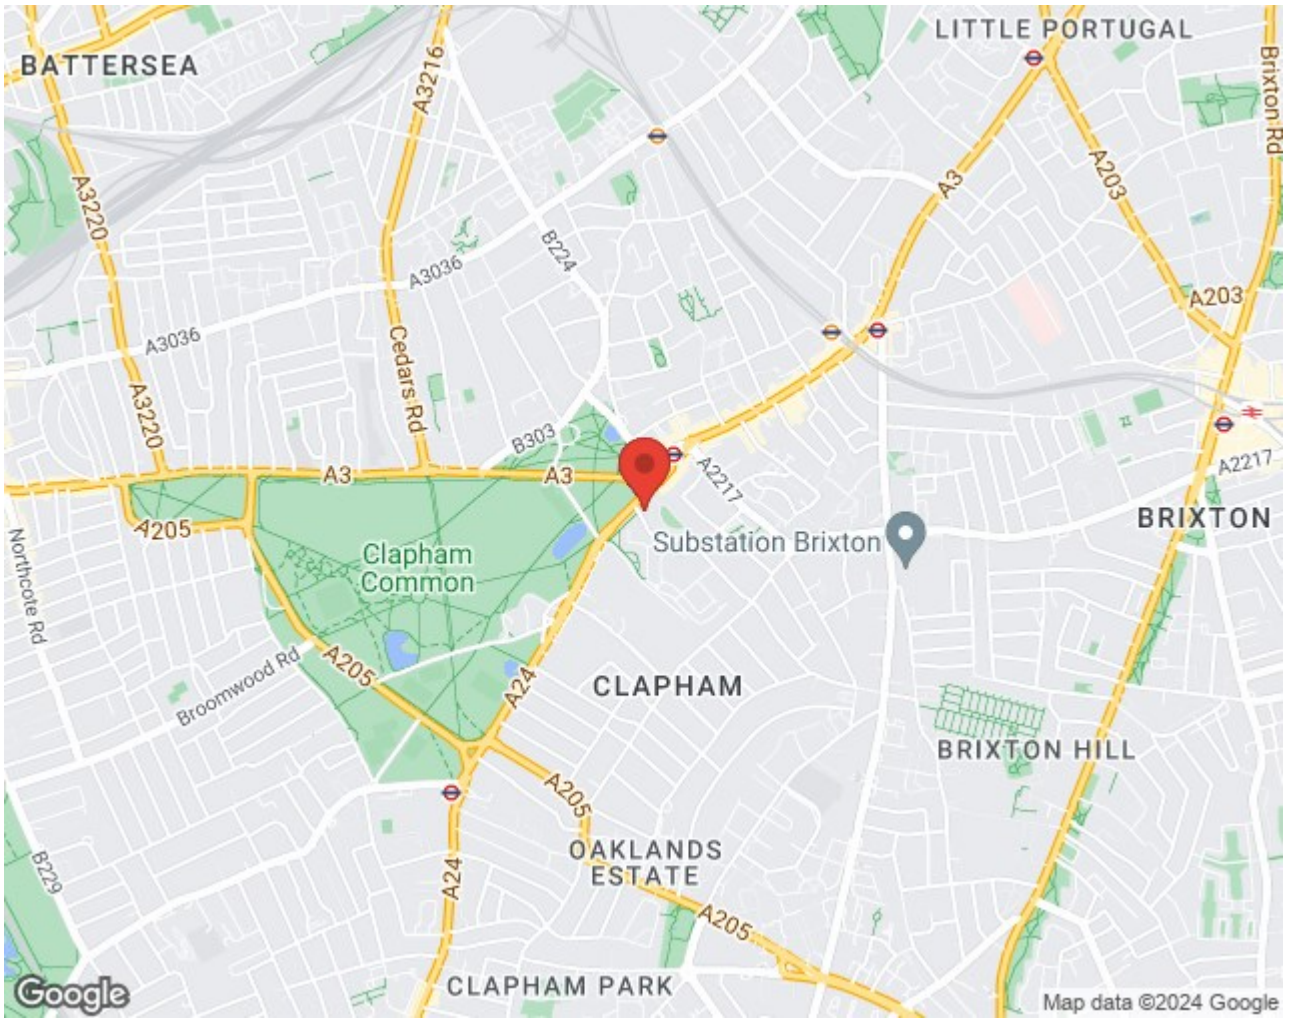 LITTLE PORTUGAL
BATTERSEA
A3216
Brixton Rd
A203
A3
A3220
B224
A3036
A203
A3036
Cedars Rd
A3220
B303
A3
A3
A2217
A2217
A205
BRIXTON
Substation Brixton
Clapham
Common
Northcote Rd
A205
Broomwood Rd
A24
CLAPHAM
BRIXTON HILL
A205
OAKLANDS
ESTATE
B229
A24
A205
CLAPHAM PARK
Google
Map data ©2024 Google